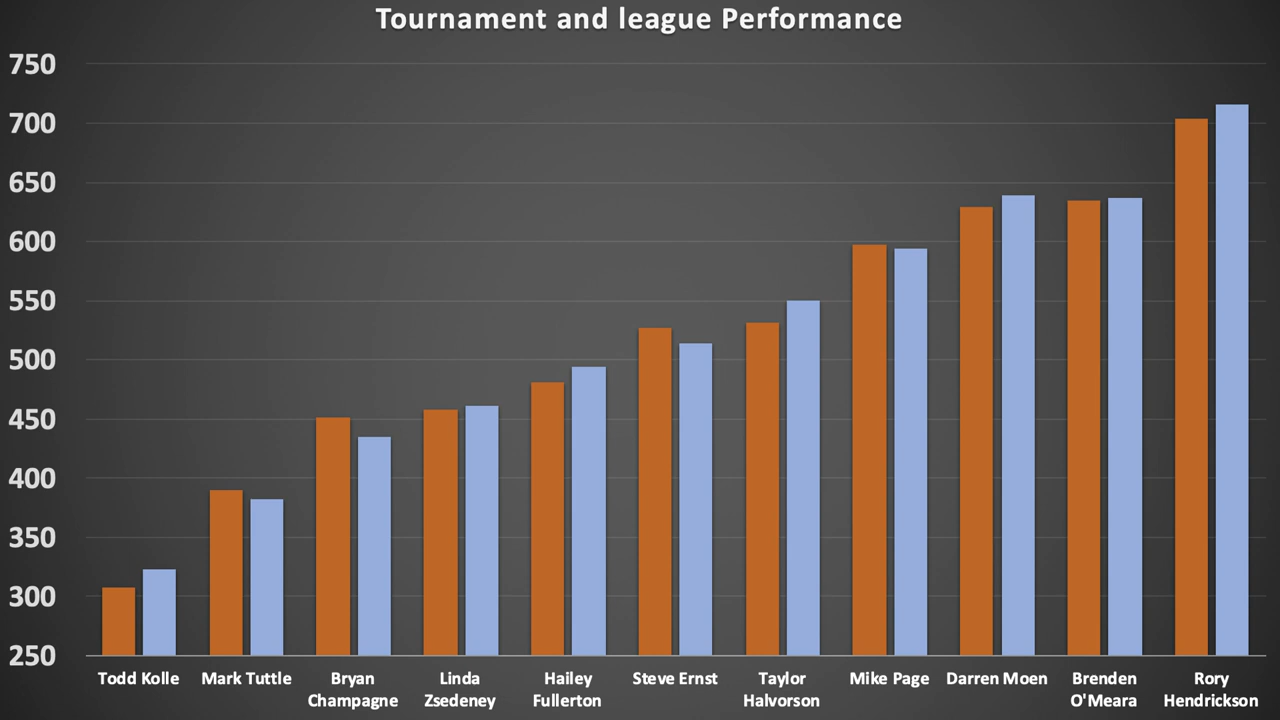 Tournament and league Performance
750
700
650
600
550
500
450
400
350
300
250
Todd Kolle
Mark Tuttle
Bryan
Champagne
Linda
Zsedeney
Hailey
Fullerton
Steve Ernst
Taylor
Halvorson
Mike Page
Darren Moen
Brenden
O'Meara
Rory
Hendrickson